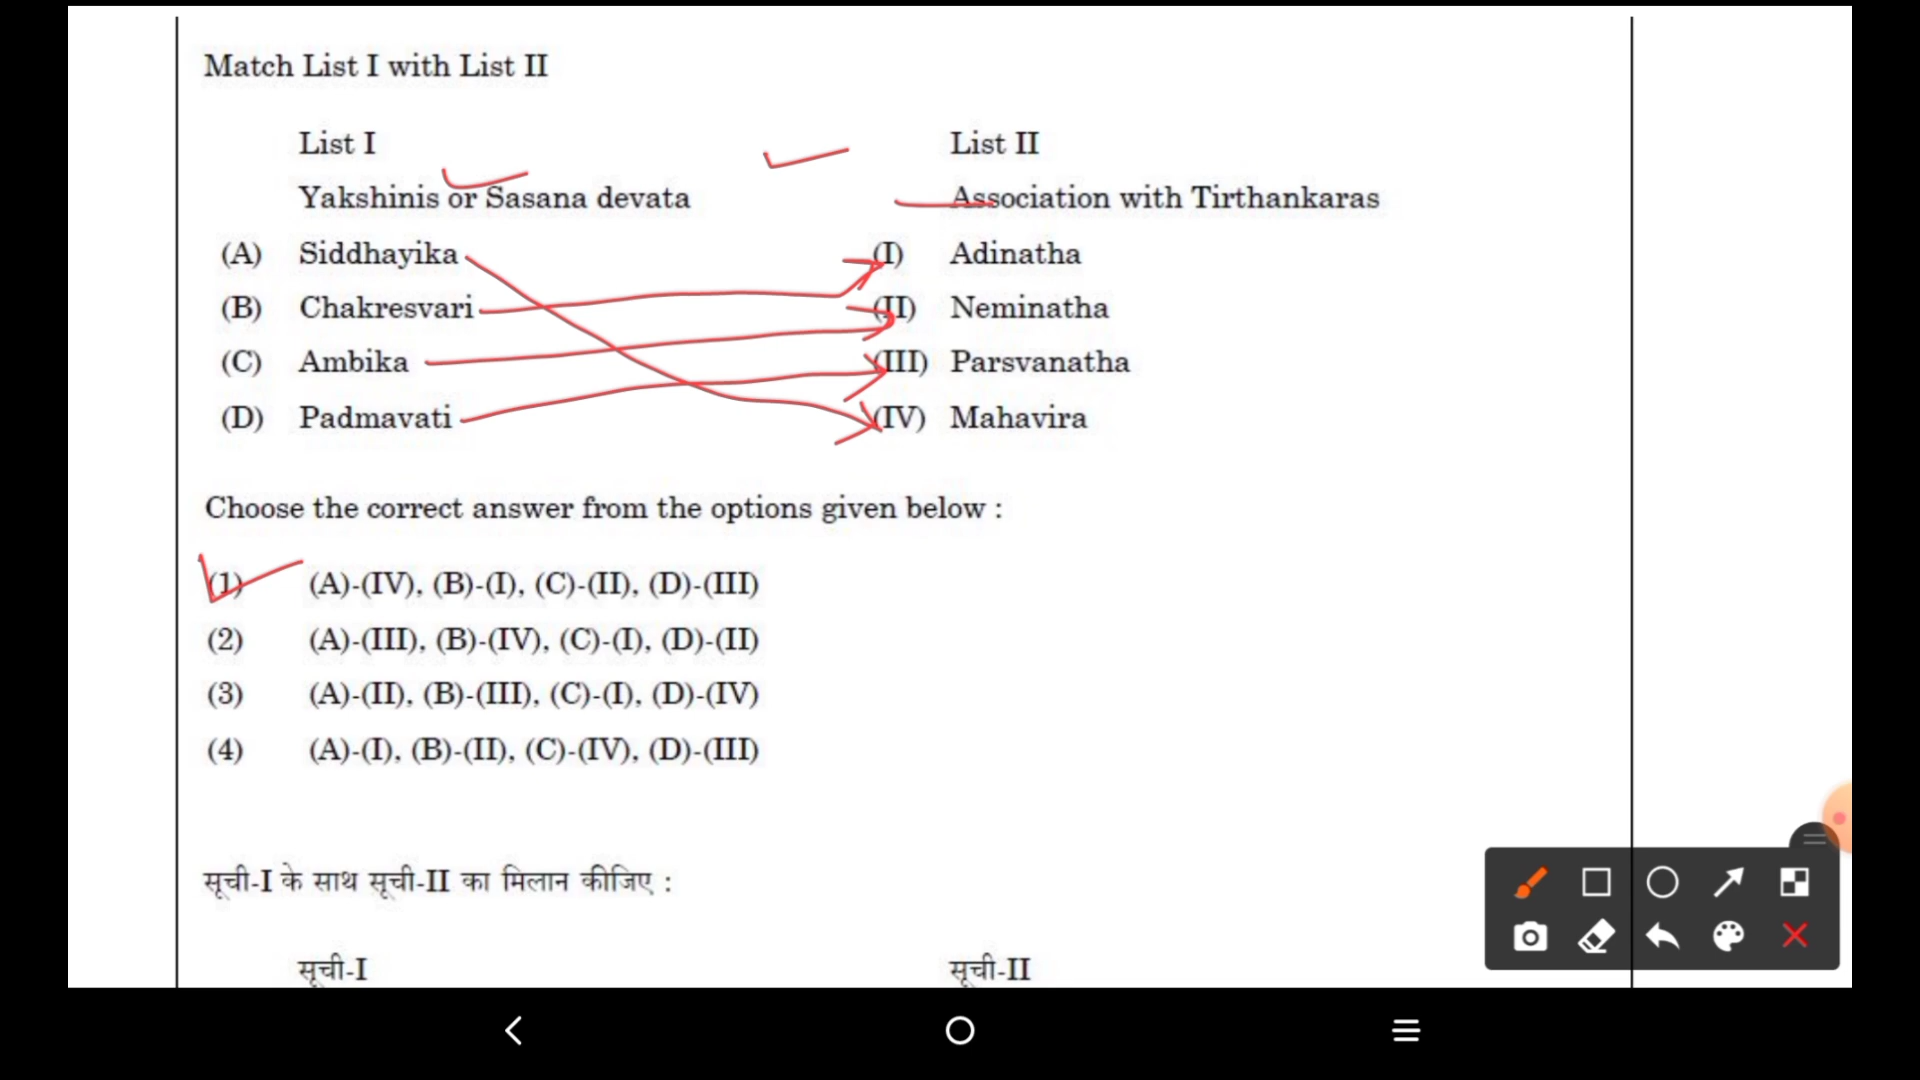 Match List I with List II
List I List II
Yakshinis or Sasana devata Association with Tirthankaras
(A) Siddhayika (I) Adinatha
(B) Chakresvari (II) Neminatha
(C) Ambika (III) Parsvanatha
(D) Padmavati (IV) Mahavira
Choose the correct answer from the options given below :
(1) (A)-(IV), (B)-(I), (C)-(II), (D)-(III)
(2) (A)-(III), (B)-(IV), (C)-(I), (D)-(II)
(3) (A)-(II), (B)-(III), (C)-(I), (D)-(IV)
(4) (A)-(I), (B)-(II), (C)-(IV), (D)-(III)
सूची-I के साथ सूची-II का मिलान कीजिए :
सूची-I सूची-II